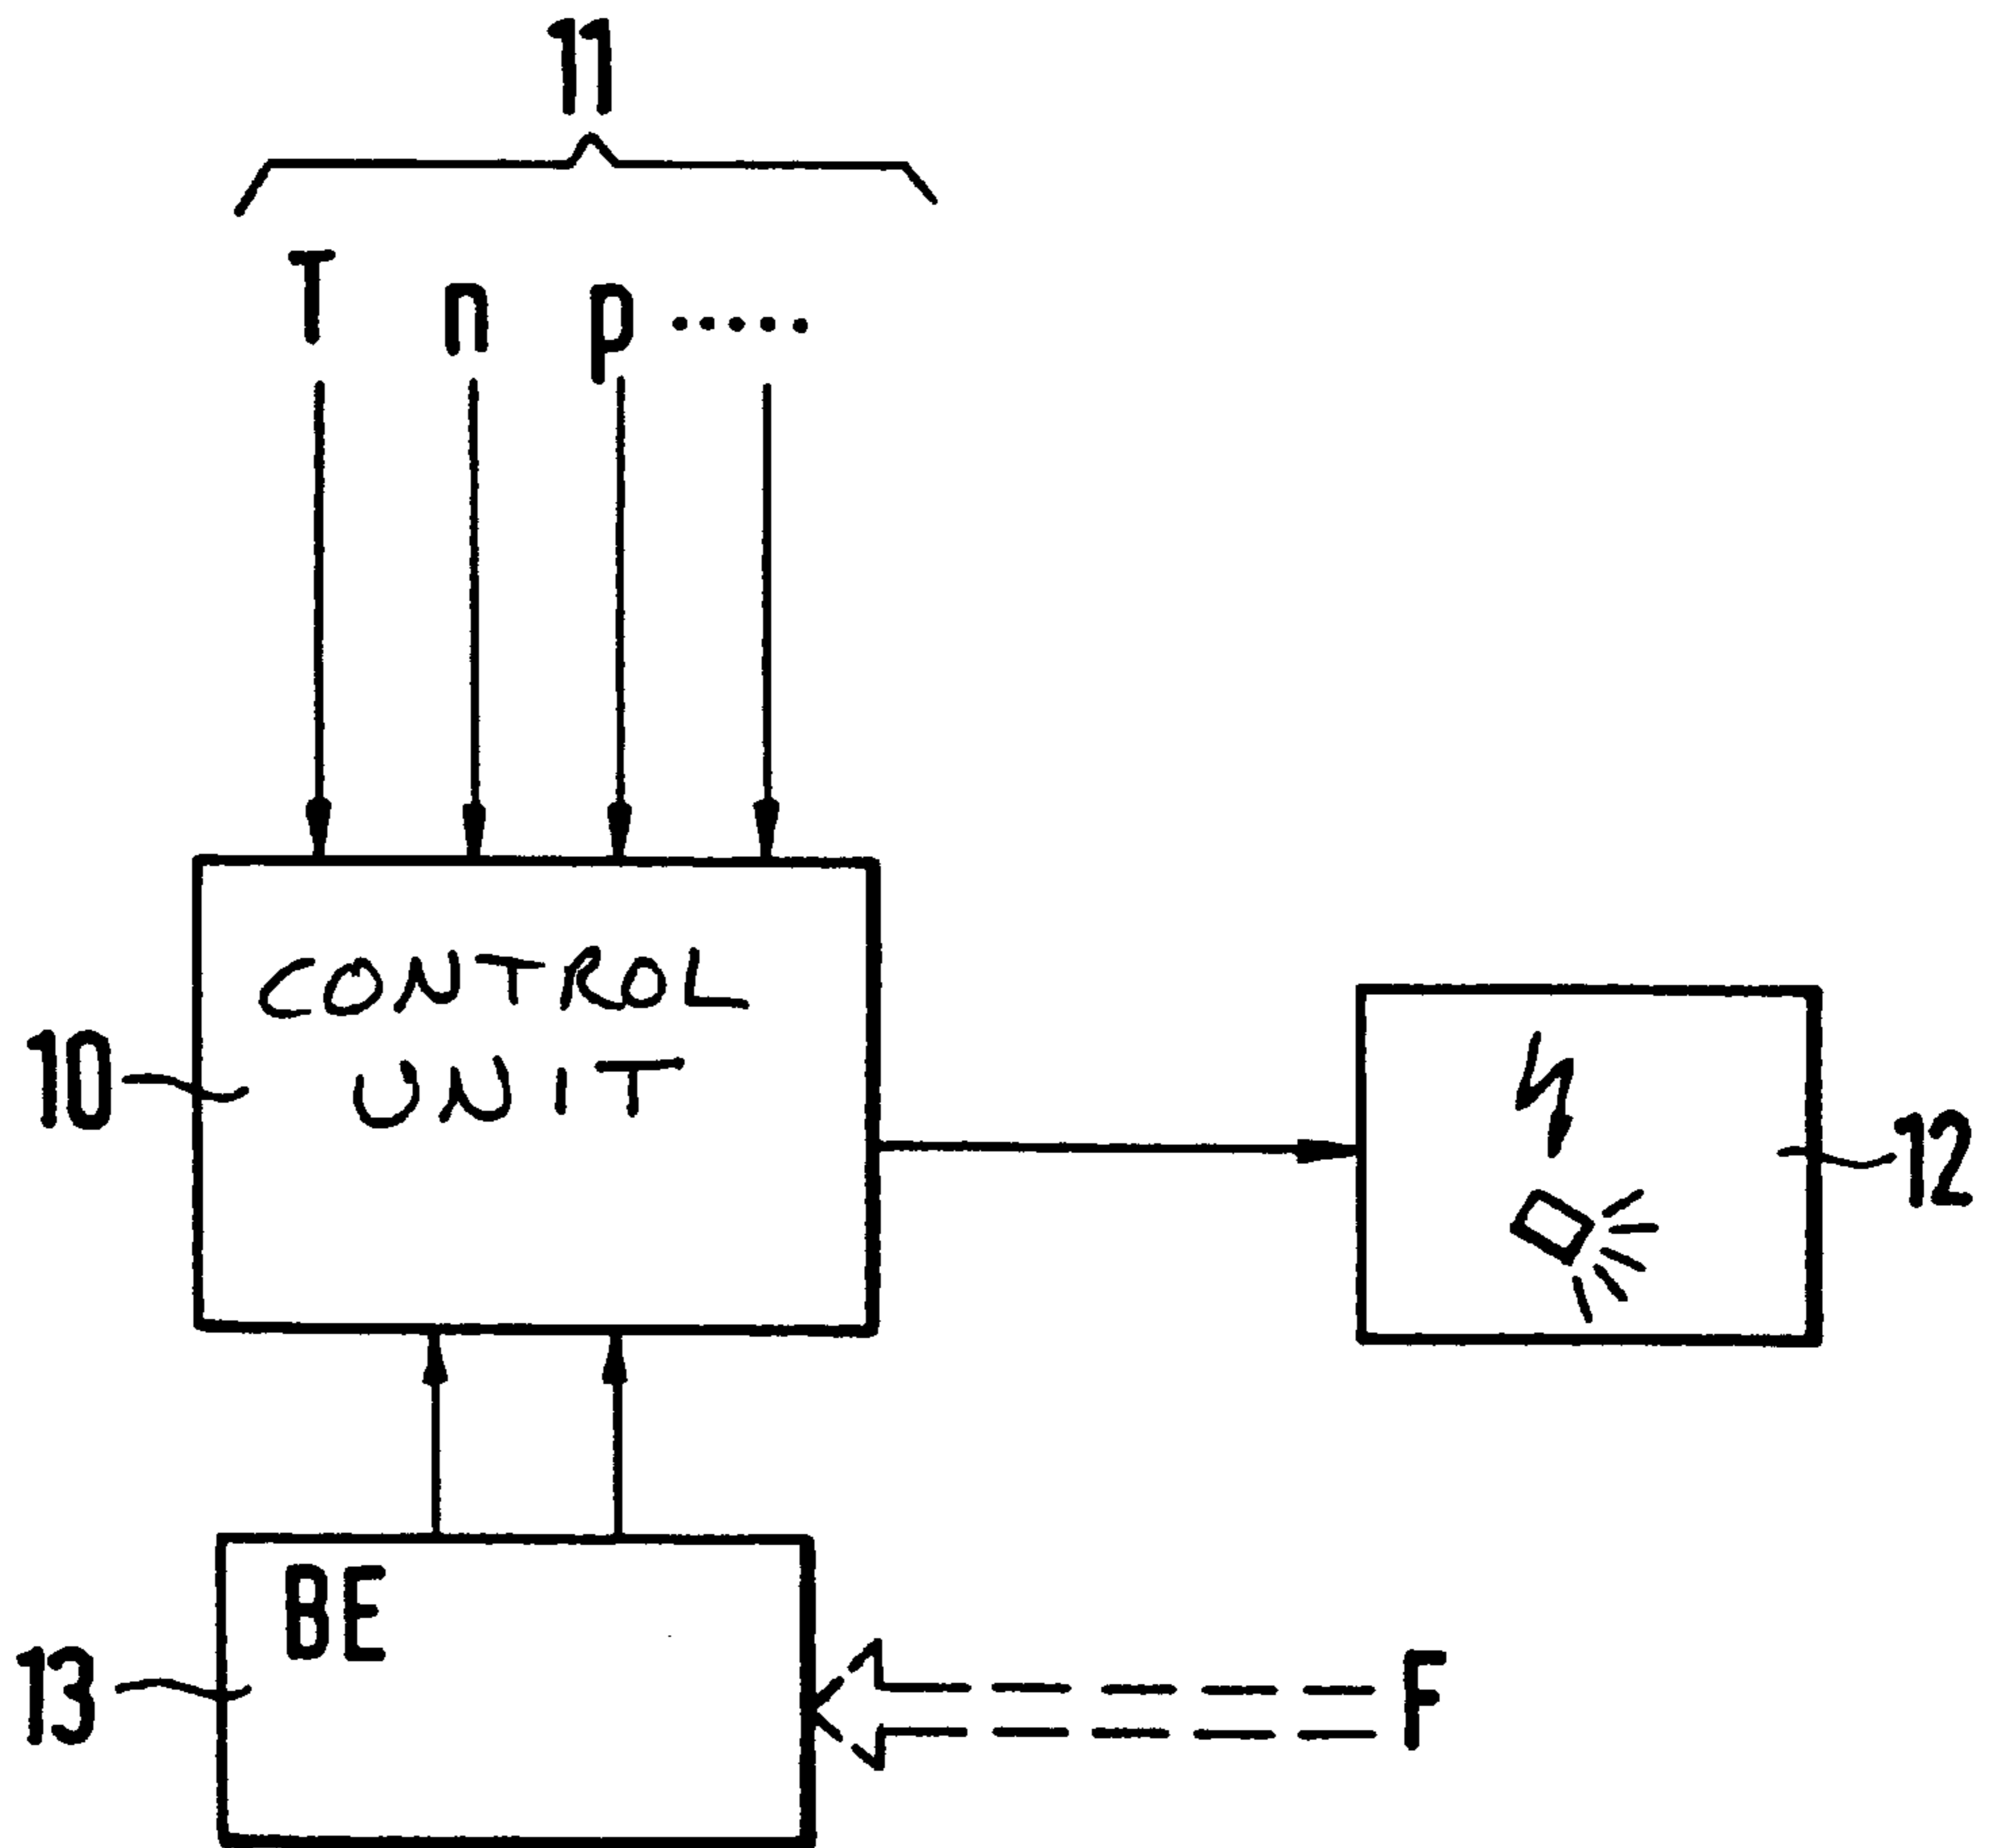 11
T n p .....
CONTROL
UNIT
10
12
BE
13
F